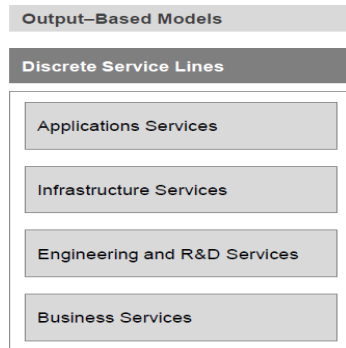 Output–Based Models
Discrete Service Lines
Applications Services
Infrastructure Services
Engineering and R&D Services
Business Services